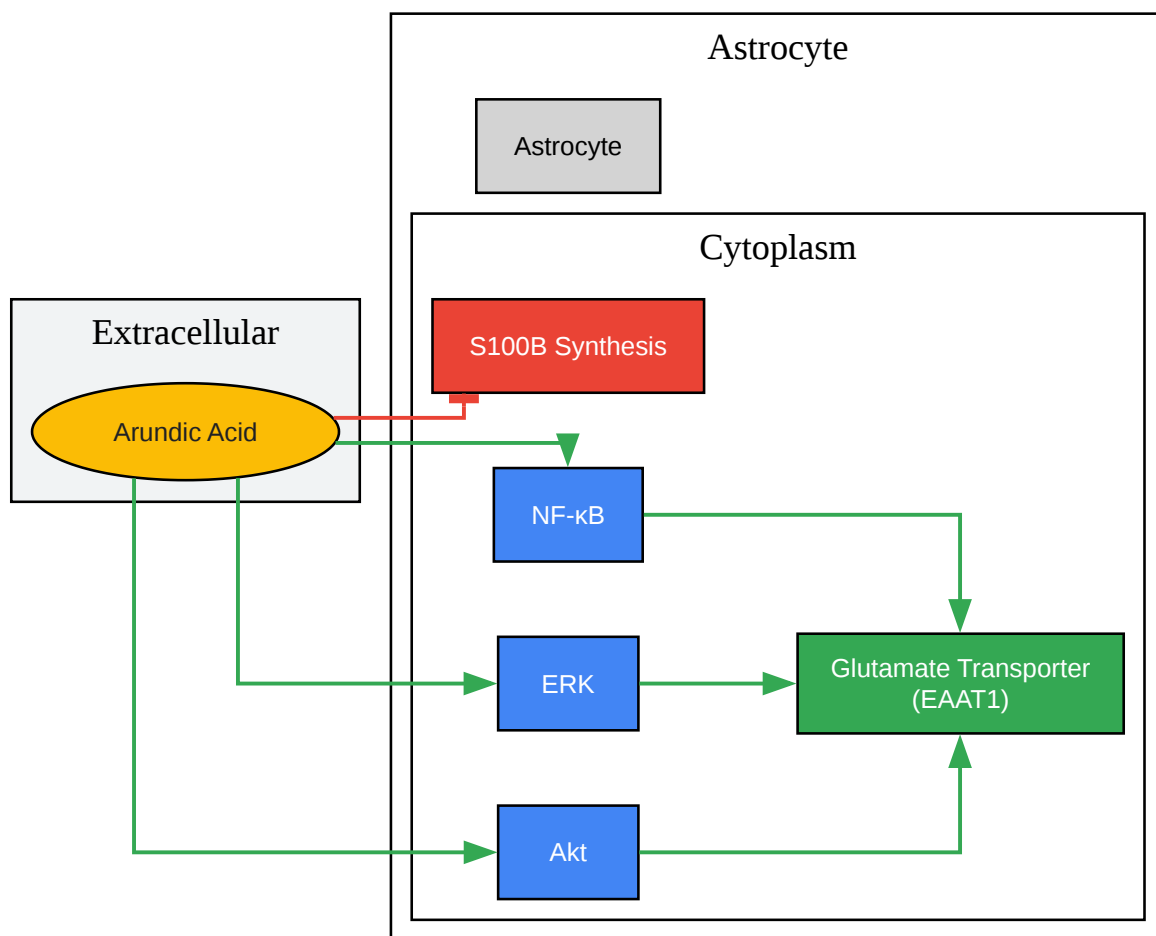 Astrocyte
Astrocyte
Cytoplasm
Extracellular
S100B Synthesis
Arundic Acid
NF-κB
ERK
Glutamate Transporter
(EAAT1)
Akt